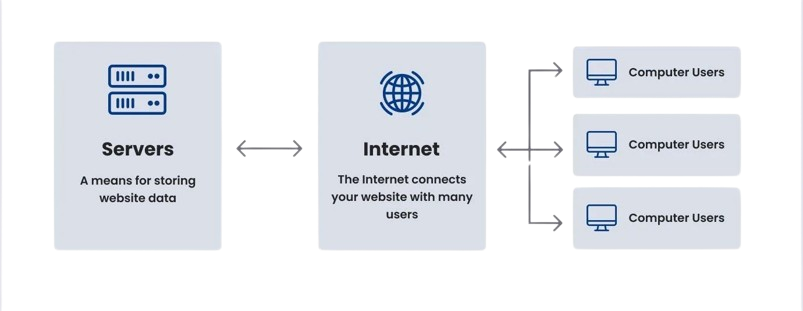 Servers
A means for storing
website data
Internet
The Internet connects
your website with many
users
Computer Users
Computer Users
Computer Users